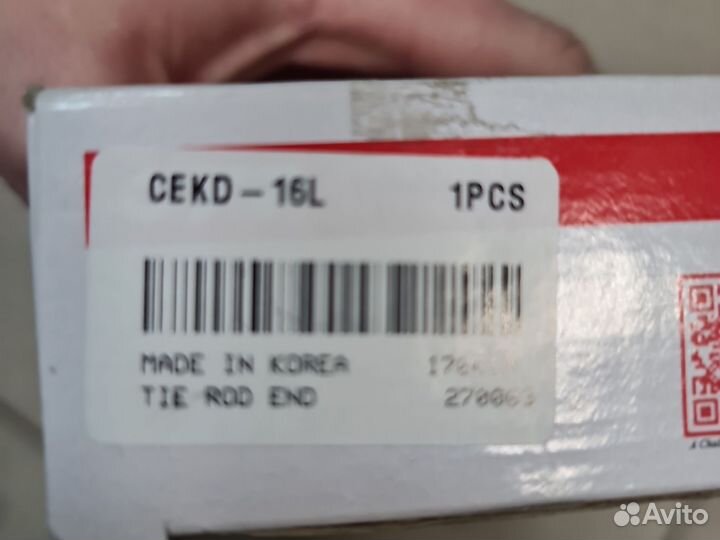 CEKD-16L 1PCS
MADE IN KOREA
TIE ROD END
A
Avito